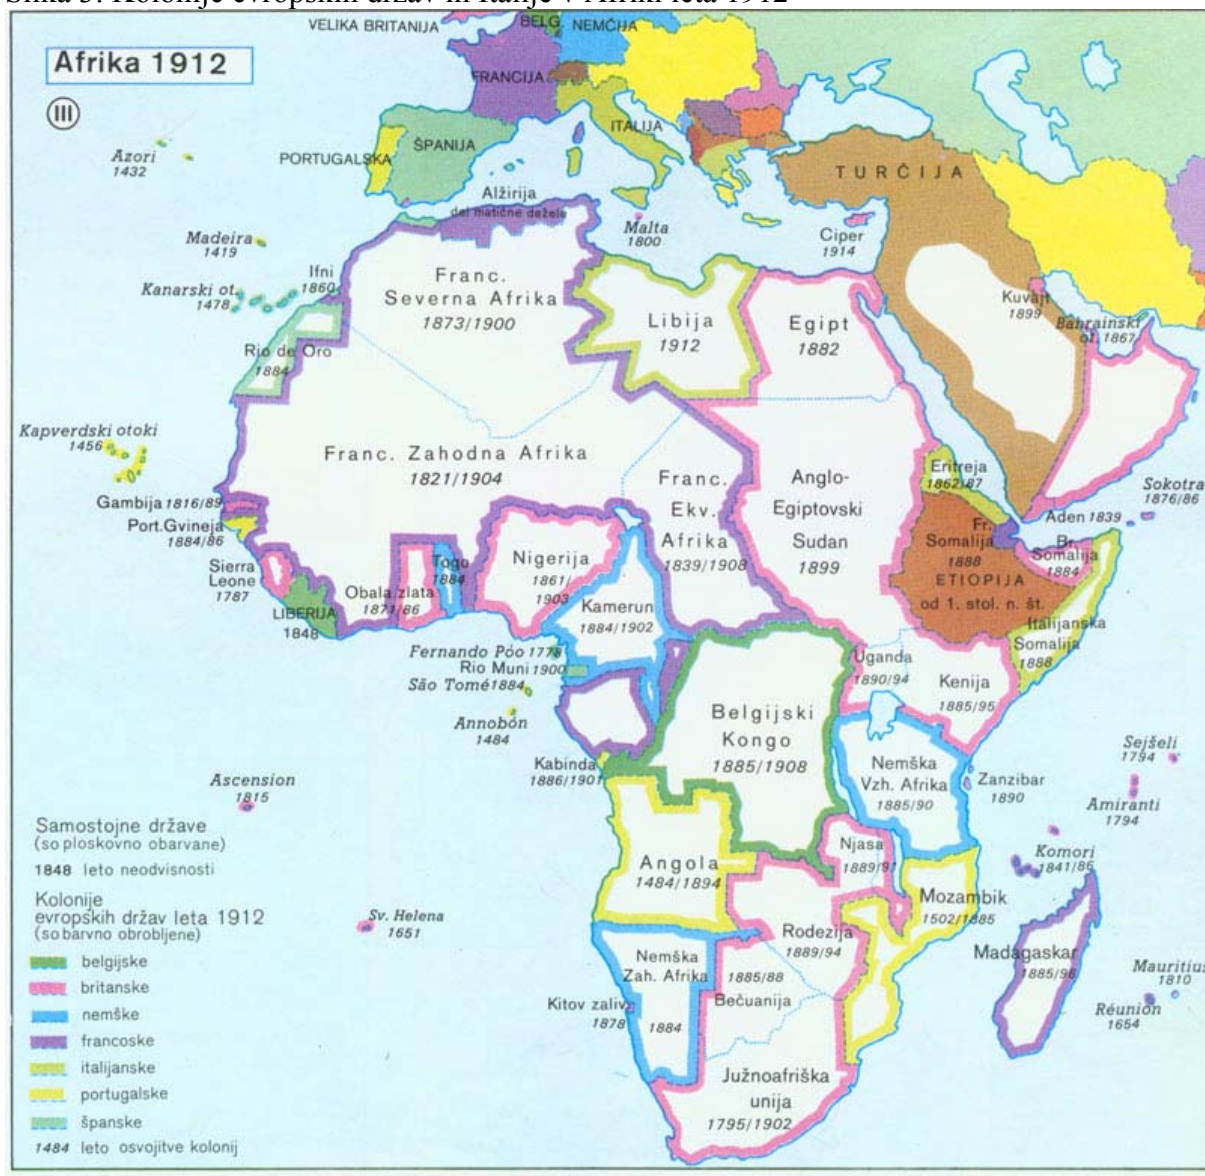 Slika 3: Kolonije evropskih držav in Italije v Afriki leta 1912
VELIKA BRITANIJA
BELG.
NEMČIJA
Afrika 1912
III
FRANCIJA
Azori
1432
PORTUGALSKA
ŠPANIJA
ITALIJA
TURČIJA
Alžirija
del matične dežele
Malta
1800
Ciper
1914
Madeira
1419
Ifni
1860
Kanarski ot.
1478
Franc.
Severna Afrika
1873/1900
Libija
1912
Egipt
1882
Kuvajt
1899
Bahrainski
ot. 1867
Rio de Oro
1884
Kapverdski otoki
1456
Franc. Zahodna Afrika
1821/1904
Franc.
Ekv.
Afrika
1839/1908
Anglo-
Egiptovski
Sudan
1899
Eritreja
1862/87
Sokotra
1876/86
Aden 1839
Gambija 1816/89
Port.Gvineja
1884/86
Sierra
Leone
1787
LIBERIJA
1848
Obala zlata
1871/86
Togo
1884
Nigerija
1861/
1903
Kamerun
1884/1902
Fr.
Somalija
1888
Br.
Somalija
1884
ETIOPIJA
od 1. stol. n. št.
Italijanska
Somalija
1888
Fernando Póo 1778
Rio Muni 1900
São Tomé 1884
Annobón
1484
Uganda
1890/94
Kenija
1885/95
Belgijski
Kongo
1885/1908
Kabinda
1886/1901
Nemška
Vzh. Afrika
1885/90
Zanzibar
1890
Sejšeli
1794
Amiranti
1794
Ascension
1815
Angola
1484/1894
Njasa
1889/91
Komori
1841/86
Mozambik
1502/1885
Sv. Helena
1651
Rodezija
1889/94
Madagaskar
1885/96
Nemška
Zah. Afrika
1884
1885/88
Bečuanija
Kitov zaliv
1878
Mauritius
1810
Réunion
1654
Južnoafriška
unija
1795/1902
Samostojne države
(so ploskovno obarvane)
1848 leto neodvisnosti
Kolonije
evropskih držav leta 1912
(so barvno obrobljene)
belgijske
britanske
nemške
francoske
italijanske
portugalske
španske
1484 leto osvojitve kolonij